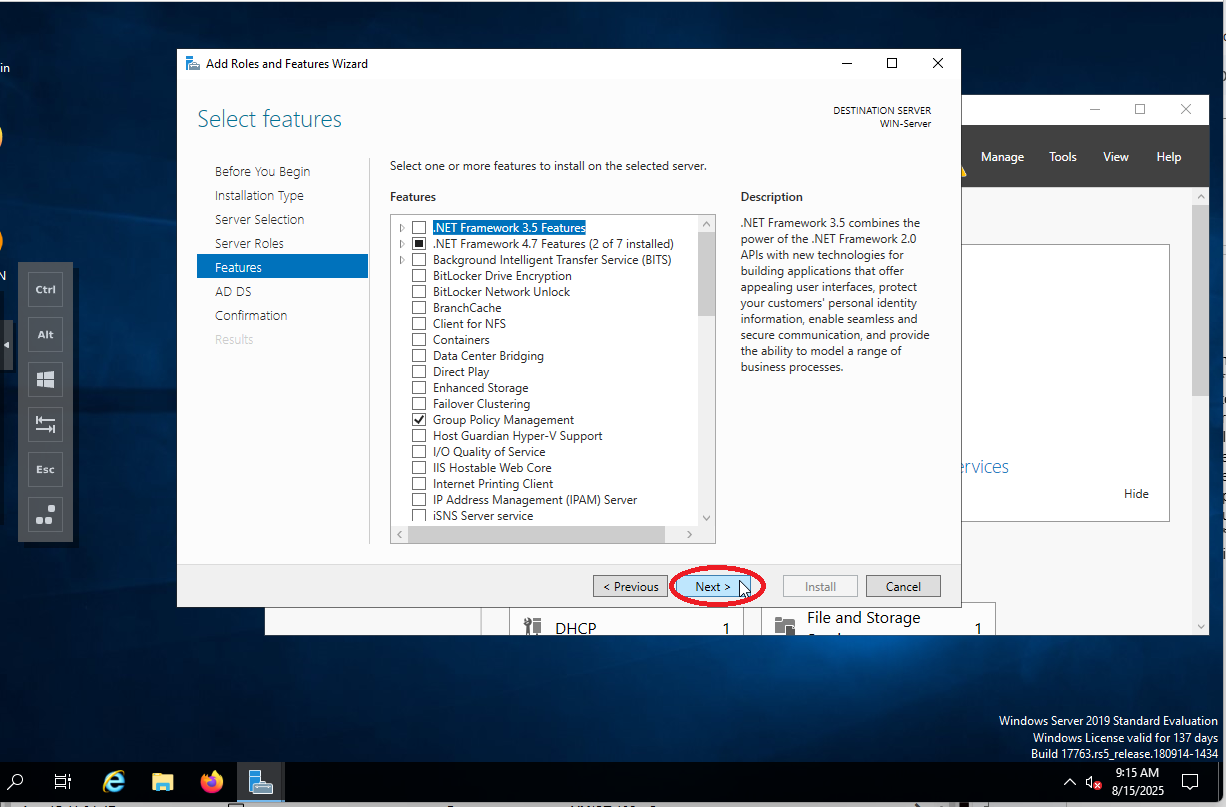 in
N
Ctrl
Alt
Esc
Add Roles and Features Wizard
Select features
DESTINATION SERVER
WIN-Server
Before You Begin
Installation Type
Server Selection
Server Roles
Features
AD DS
Confirmation
Results
Select one or more features to install on the selected server.
Features
.NET Framework 3.5 Features
.NET Framework 4.7 Features (2 of 7 installed)
Background Intelligent Transfer Service (BITS)
BitLocker Drive Encryption
BitLocker Network Unlock
BranchCache
Client for NFS
Containers
Data Center Bridging
Direct Play
Enhanced Storage
Failover Clustering
Group Policy Management
Host Guardian Hyper-V Support
I/O Quality of Service
IIS Hostable Web Core
Internet Printing Client
IP Address Management (IPAM) Server
iSNS Server service
Description
.NET Framework 3.5 combines the
power of the .NET Framework 2.0
APIs with new technologies for
building applications that offer
appealing user interfaces, protect
your customers' personal identity
information, enable seamless and
secure communication, and provide
the ability to model a range of
business processes.
< Previous
Next >
Install
Cancel
Manage Tools View Help
ervices
Hide
DHCP 1
File and Storage
1
Windows Server 2019 Standard Evaluation
Windows License valid for 137 days
Build 17763.rs5_release.180914-1434
9:15 AM
8/15/2025